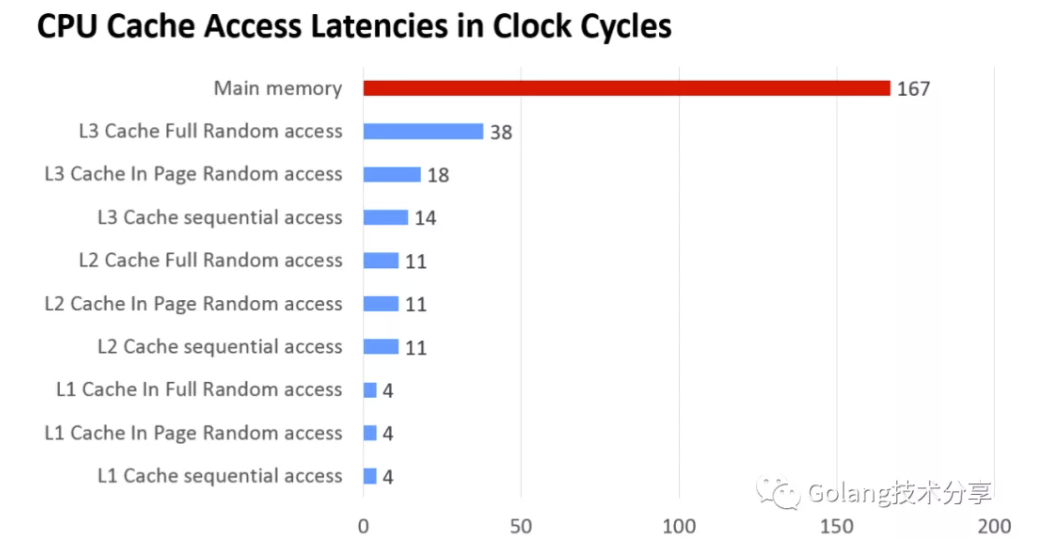 CPU Cache Access Latencies in Clock Cycles
Main memory 167
L3 Cache Full Random access 38
L3 Cache In Page Random access 18
L3 Cache sequential access 14
L2 Cache Full Random access 11
L2 Cache In Page Random access 11
L2 Cache sequential access 11
L1 Cache In Full Random access 4
L1 Cache In Page Random access 4
L1 Cache sequential access 4
Golang技术分享
0 50 100 150 200